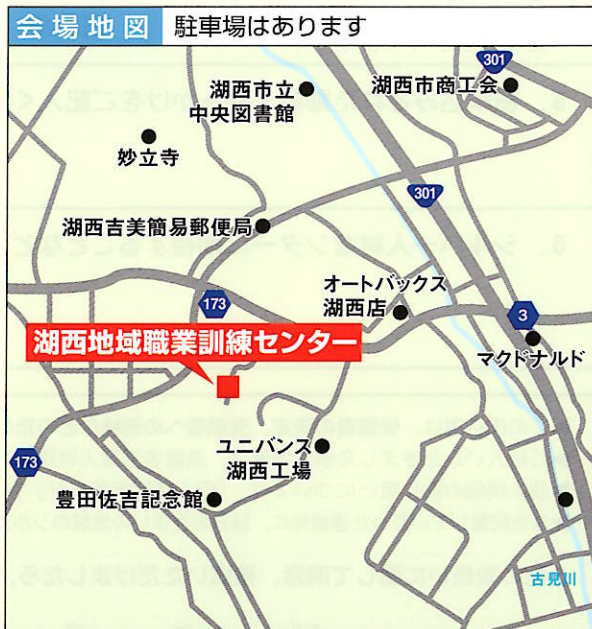 会場地図 駐車場はあります
301
湖西市立
中央図書館
湖西市商工会
妙立寺
301
湖西吉美簡易郵便局
オートバックス
湖西店
173
3
湖西地域職業訓練センター
マクドナルド
ユニバンス
湖西工場
173
豊田佐吉記念館
古見川